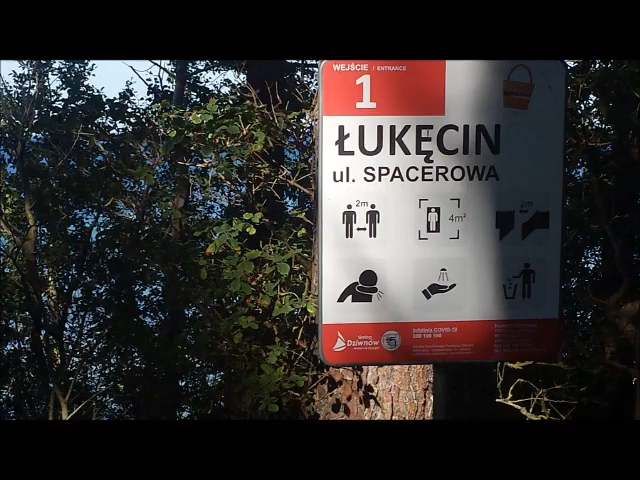 WEJŚCIE / ENTRANCE
1
ŁUKĘCIN
ul. SPACEROWA
2m
4m²
2m
Gmina
Dziwnów
Infolinia COVID-19